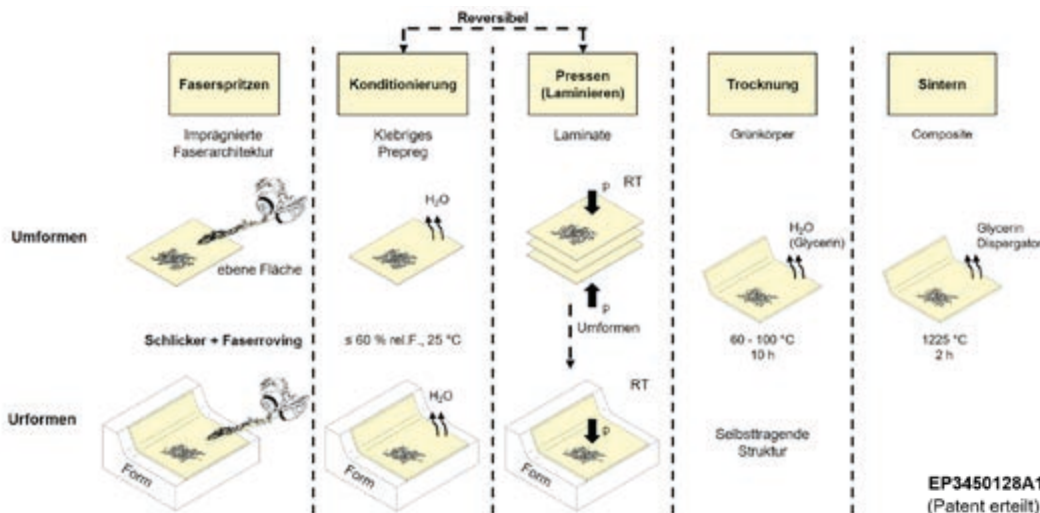 Reversibel
Faserspritzen
Konditionierung
Pressen
(Laminieren)
Trocknung
Sintern
Imprägnierte
Faserarchitektur
Klebriges
Prepreg
Laminate
Grünkörper
Composite
Umformen
ebene Fläche
H₂O
p
RT
p
Umformen
H₂O
(Glycerin)
Glycerin
Dispergator
Schlicker + Faserroving
≤ 60 % rel.F., 25 °C
60 - 100 °C
10 h
1225 °C
2 h
Urformen
Form
H₂O
Form
RT
p
Form
Selbsttragende
Struktur
EP3450128A1
(Patent erteilt)